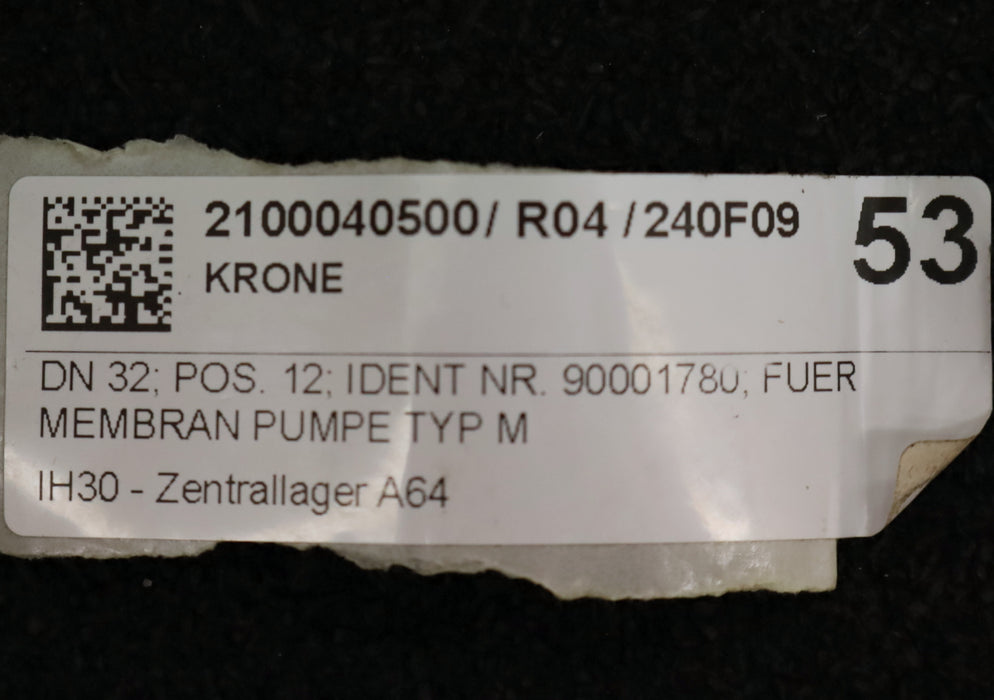 2100040500/ R04 /240F09
53
KRONE
DN 32; POS. 12; IDENT NR. 90001780; FUER
MEMBRAN PUMPE TYP M
IH30 - Zentrallager A64